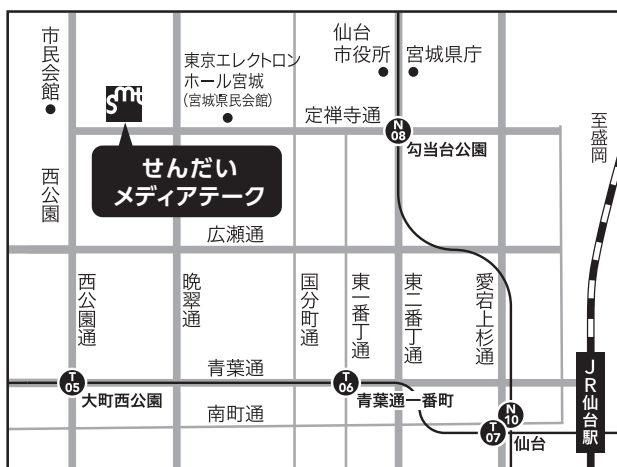 市民会館
smt
東京エレクトロン
ホール宮城
(宮城県民会館)
仙台
市役所
宮城県庁
定禅寺通
N
08
勾当台公園
至盛岡
せんだい
メディアテーク
西公園
広瀬通
西公園通
晩翠通
国分町通
東一番丁通
東二番丁通
愛宕上杉通
青葉通
T
05
大町西公園
T
06
青葉通一番町
JR仙台駅
南町通
N
10
T
07
仙台